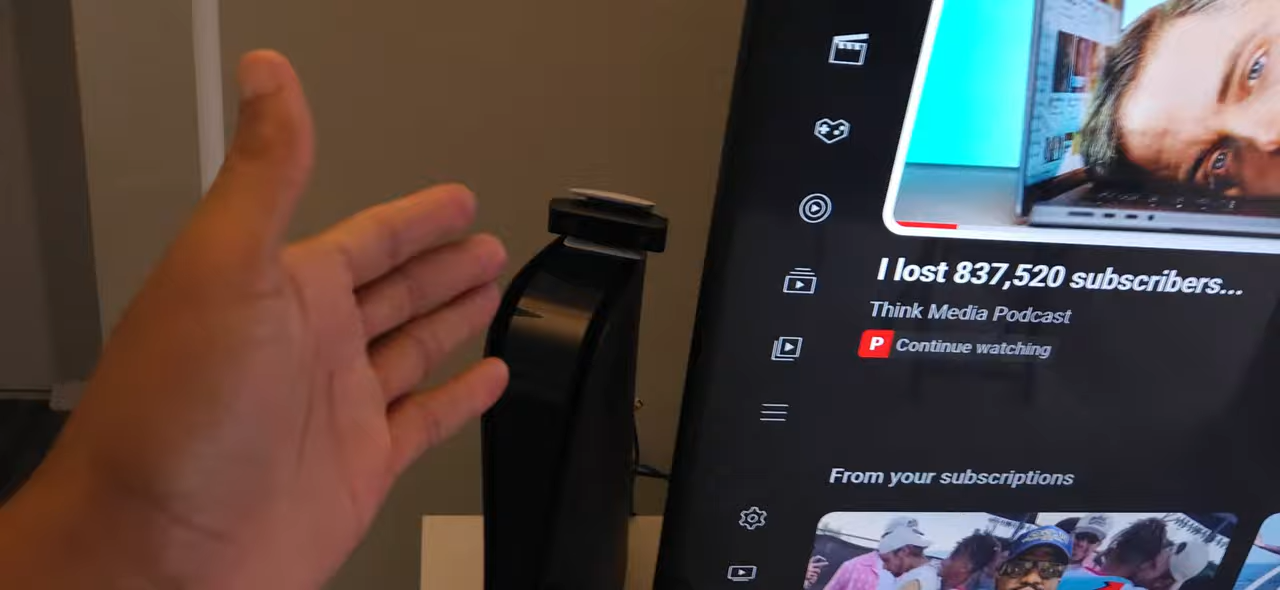 I lost 837,520 subscribers...
Think Media Podcast
P Continue watching
From your subscriptions